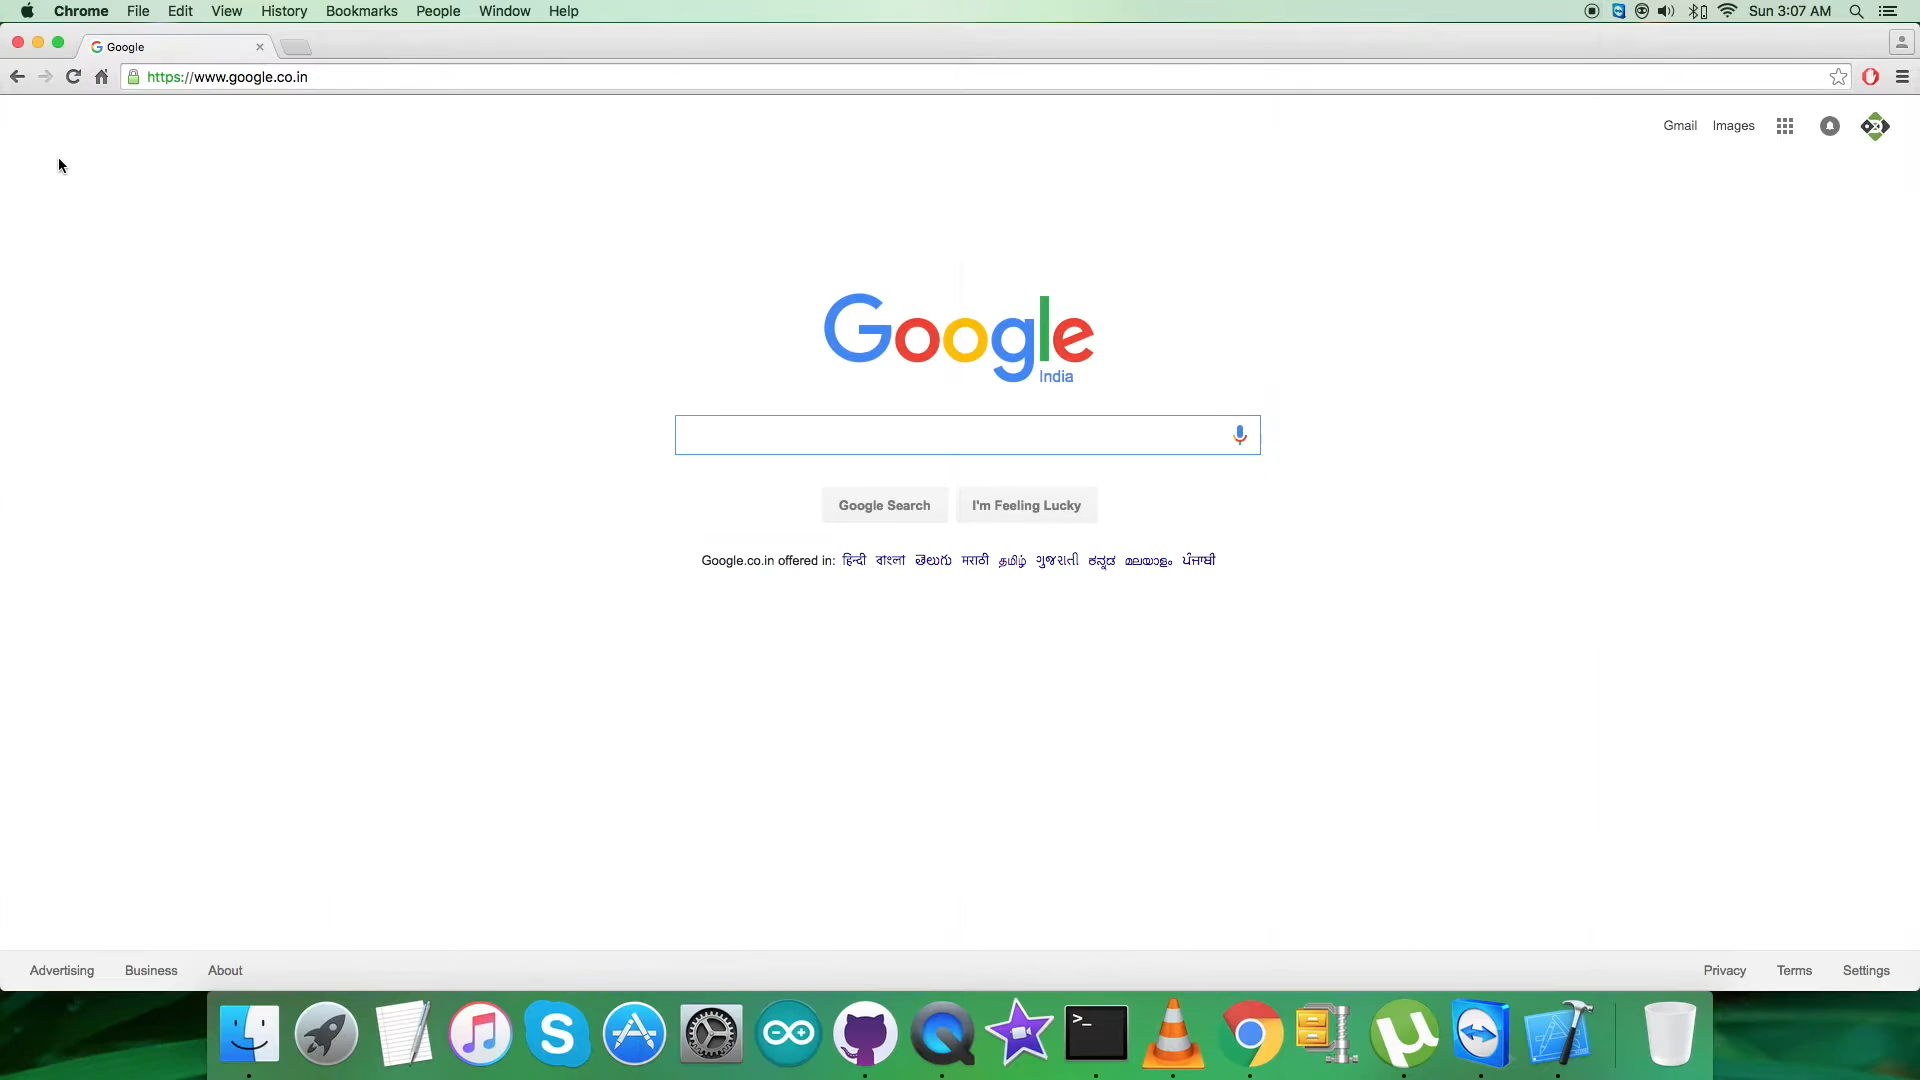 Chrome File Edit View History Bookmarks People Window Help Sun 3:07 AM
Google
https://www.google.co.in
Gmail Images
Google
India
Google Search I'm Feeling Lucky
Google.co.in offered in: हिन्दी বাংলা తెలుగు मराठी தமிழ் ગુજરાતી ಕನ್ನಡ മലയാളം ਪੰਜਾਬੀ
Advertising Business About Privacy Terms Settings